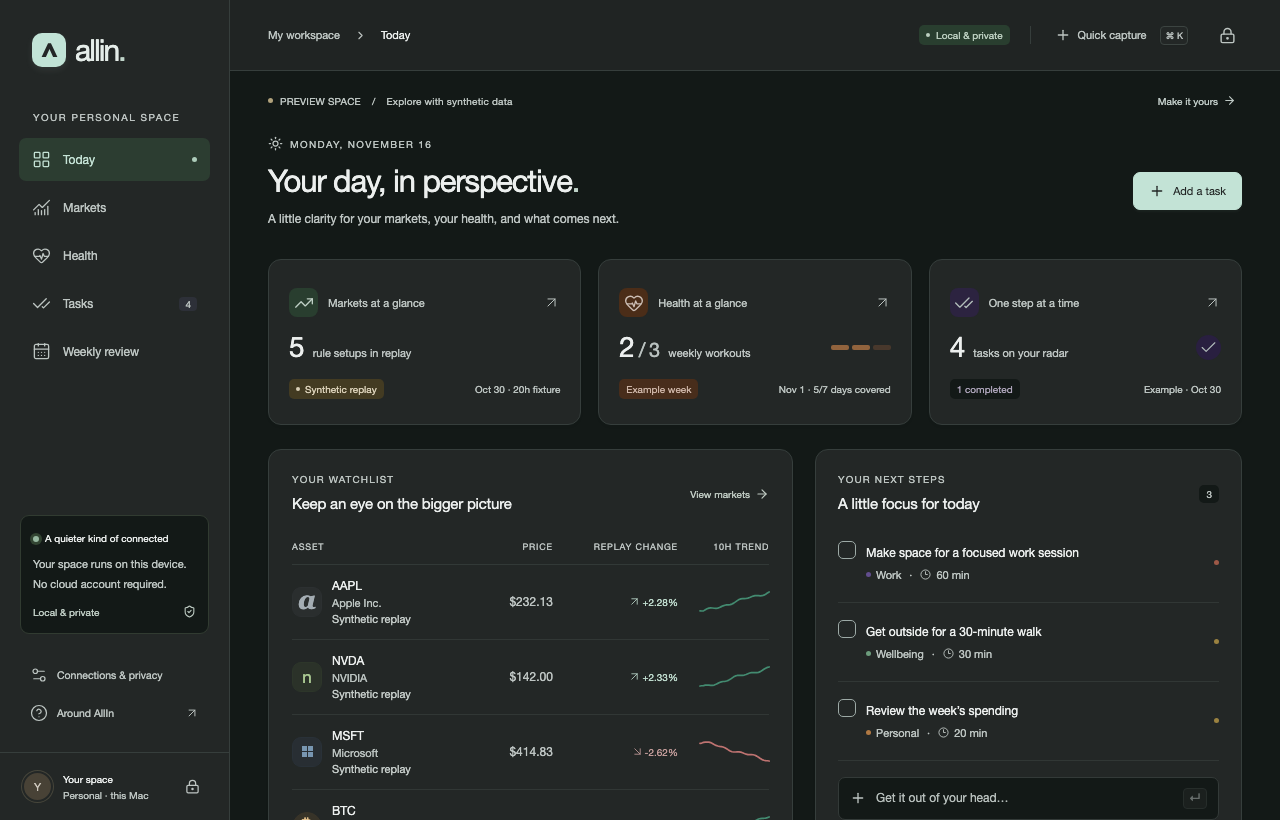 allin.
YOUR PERSONAL SPACE
Today
Markets
Health
Tasks 4
Weekly review
A quieter kind of connected
Your space runs on this device.
No cloud account required.
Local & private
Connections & privacy
Around AllIn
Y
Your space
Personal · this Mac
My workspace > Today
Local & private
Quick capture ⌘ K
PREVIEW SPACE / Explore with synthetic data
Make it yours →
MONDAY, NOVEMBER 16
Your day, in perspective.
A little clarity for your markets, your health, and what comes next.
+ Add a task
Markets at a glance
5 rule setups in replay
Synthetic replay
Oct 30 · 20h fixture
Health at a glance
2 / 3 weekly workouts
Example week
Nov 1 · 5/7 days covered
One step at a time
4 tasks on your radar
1 completed
Example · Oct 30
YOUR WATCHLIST
Keep an eye on the bigger picture
View markets →
ASSET PRICE REPLAY CHANGE 10H TREND
a
AAPL
Apple Inc.
Synthetic replay
$232.13 ↗ +2.28%
n
NVDA
NVIDIA
Synthetic replay
$142.00 ↗ +2.33%
MSFT
Microsoft
Synthetic replay
$414.83 ↘ -2.62%
BTC
YOUR NEXT STEPS
A little focus for today
3
Make space for a focused work session
Work · 60 min
Get outside for a 30-minute walk
Wellbeing · 30 min
Review the week's spending
Personal · 20 min
+ Get it out of your head…